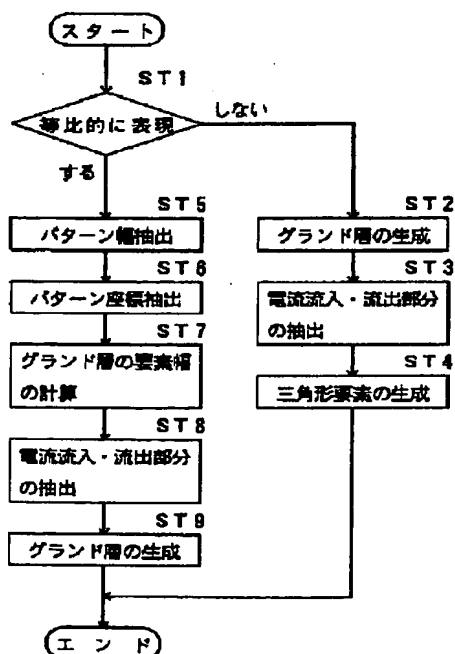 スタート
ST1
等比的に表現
しない
する
ST5
パターン幅抽出
ST6
パターン座標抽出
ST7
グランド層の要素幅
の計算
ST8
電流流入・流出部分
の抽出
ST9
グランド層の生成
ST2
グランド層の生成
ST3
電流流入・流出部分
の抽出
ST4
三角形要素の生成
エンド